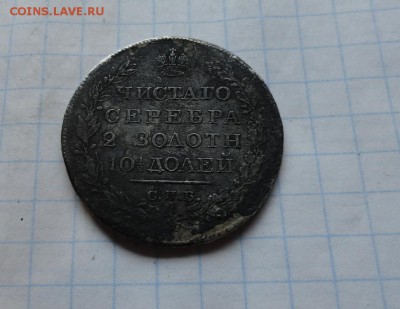 COINS.LAVE.RU
ЧИСТАГО
СЕРЕБРА
2 ЗОЛОТН
10½ ДОЛЕЙ
С.П.Б.